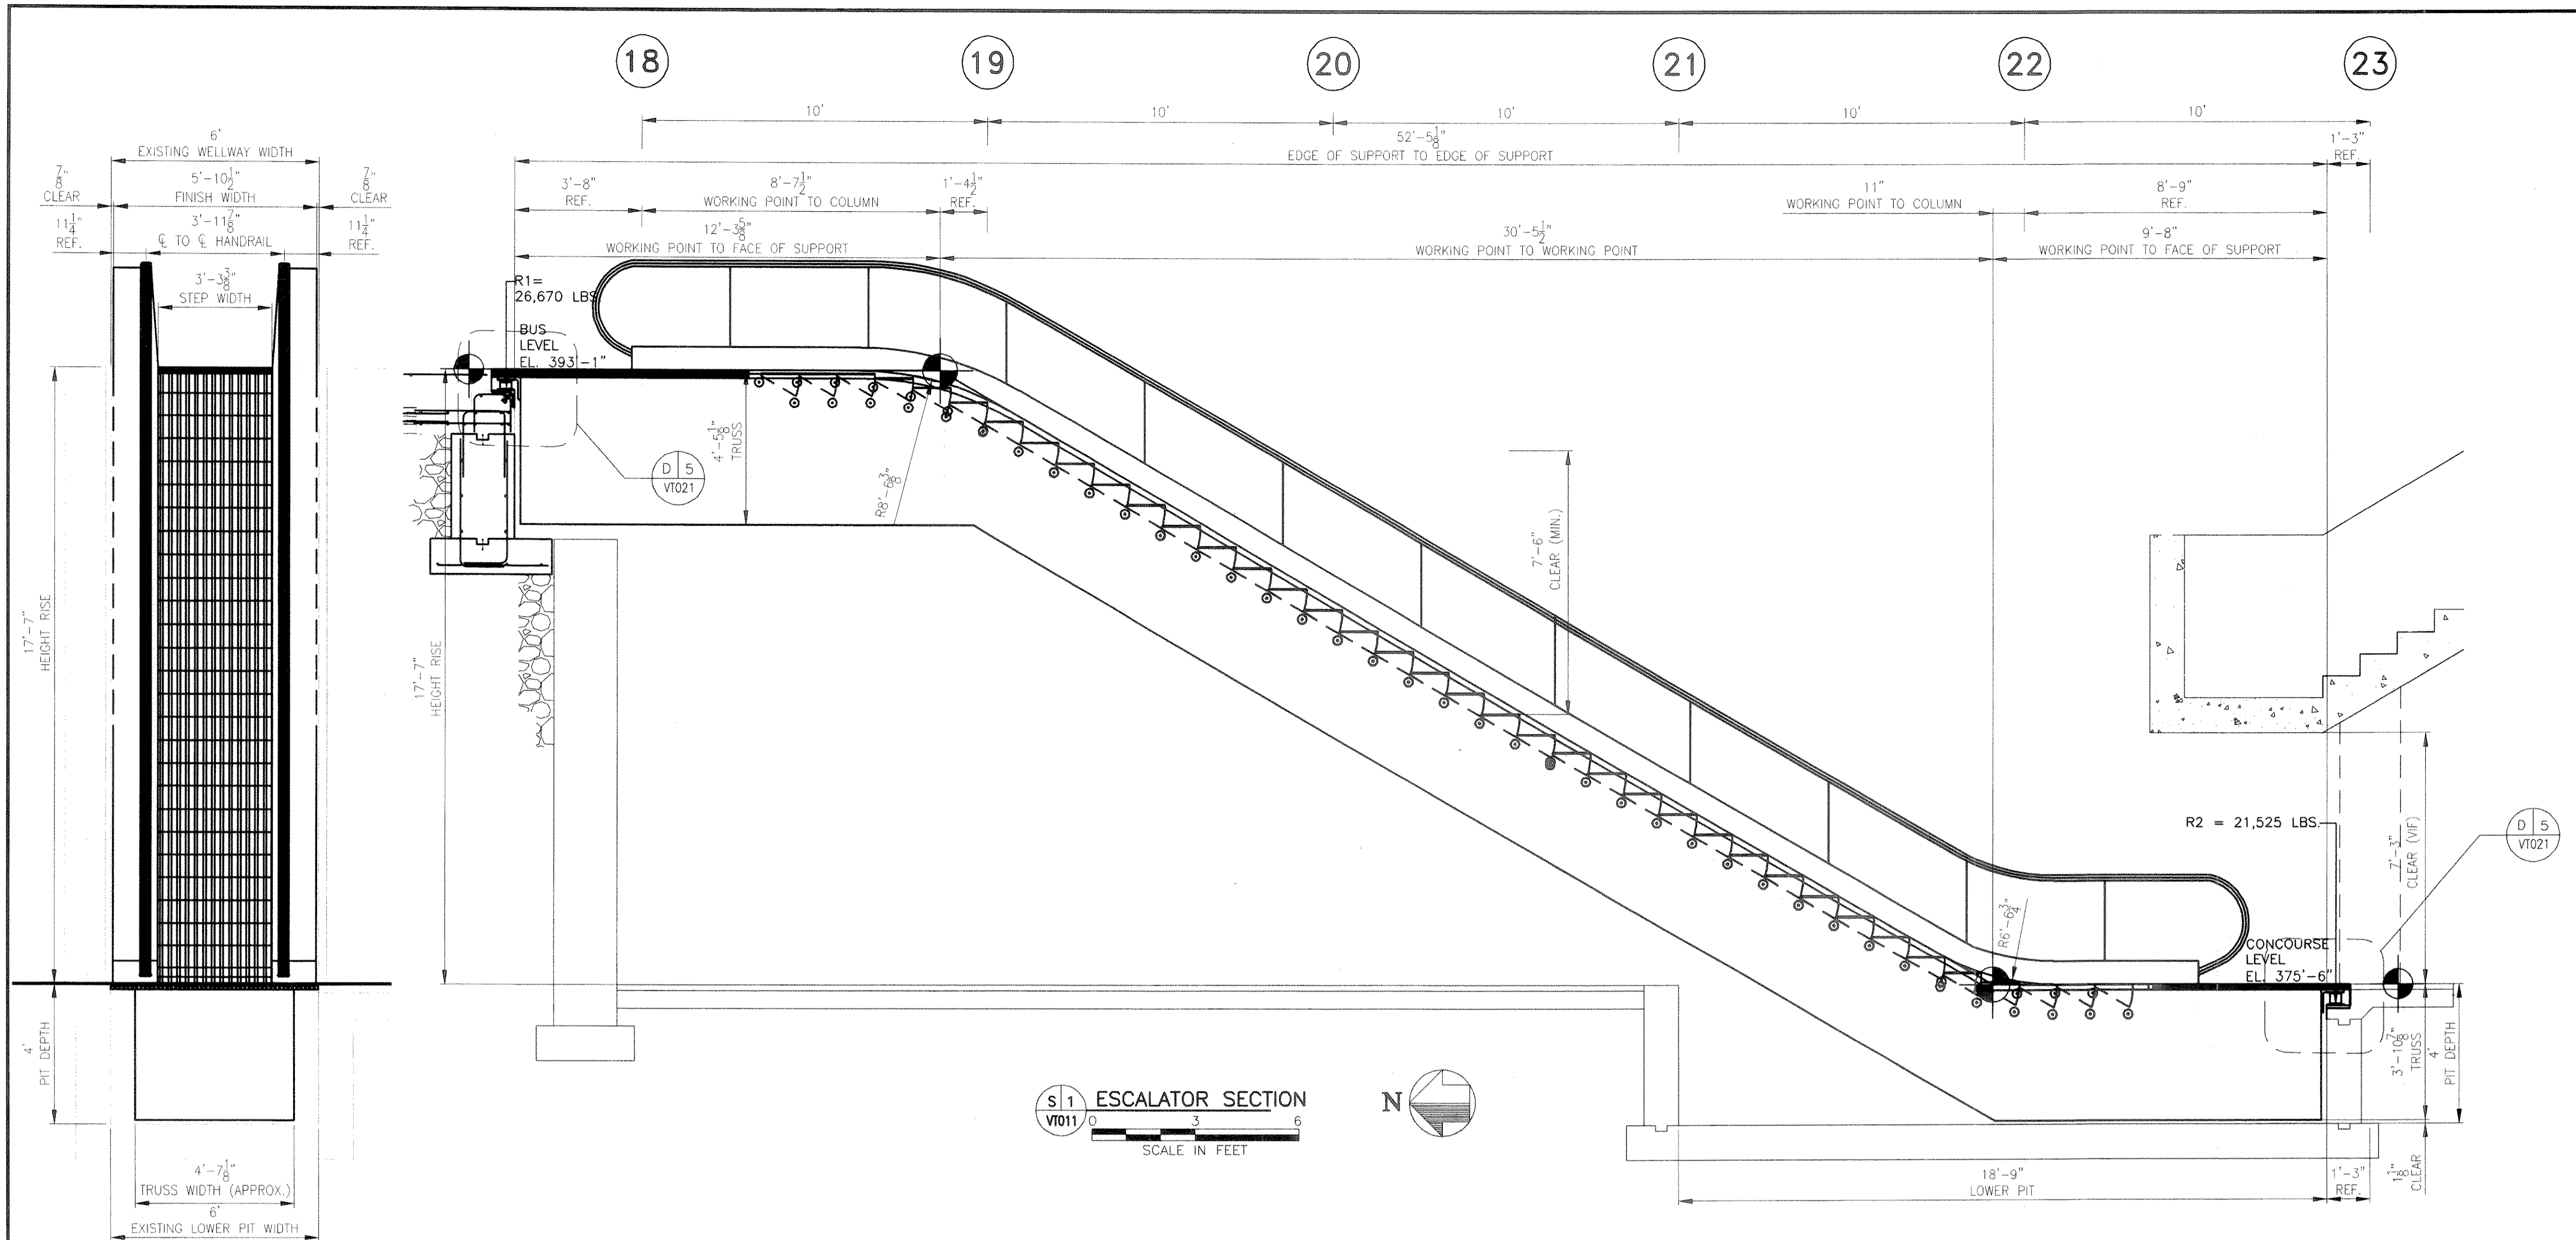 18 19 20 21 22 23
10' 10' 10' 10' 10'
52'-5 1/8"
EDGE OF SUPPORT TO EDGE OF SUPPORT
1'-3"
REF.
6'
EXISTING WELLWAY WIDTH
7/8"
CLEAR
5'-10 1/2"
FINISH WIDTH
7/8"
CLEAR
11 1/4"
REF.
3'-11 7/8"
℄ TO ℄ HANDRAIL
11 1/4"
REF.
3'-3 3/8"
STEP WIDTH
3'-8"
REF.
8'-7 1/2"
WORKING POINT TO COLUMN
1'-4 1/2"
REF.
11"
WORKING POINT TO COLUMN
8'-9"
REF.
12'-3 5/8"
WORKING POINT TO FACE OF SUPPORT
30'-5 1/2"
WORKING POINT TO WORKING POINT
9'-8"
WORKING POINT TO FACE OF SUPPORT
R1=
26,670 LBS
BUS
LEVEL
EL. 393'-1"
4'-5 1/8"
TRUSS
D 5
VT021
R8'-6 3/8"
17'-7"
HEIGHT RISE
17'-7"
HEIGHT RISE
7'-6"
CLEAR (MIN.)
R2 = 21,525 LBS.
D 5
VT021
7'-3"
CLEAR (VIF)
R6'-6 3/4"
CONCOURSE
LEVEL
EL. 375'-6"
4'
PIT DEPTH
3'-10 7/8"
TRUSS
4'
PIT DEPTH
1 1/8"
CLEAR
S 1
VT011
ESCALATOR SECTION
0 3 6
SCALE IN FEET
N
18'-9"
LOWER PIT
1'-3"
REF.
4'-7 1/8"
TRUSS WIDTH (APPROX.)
6'
EXISTING LOWER PIT WIDTH